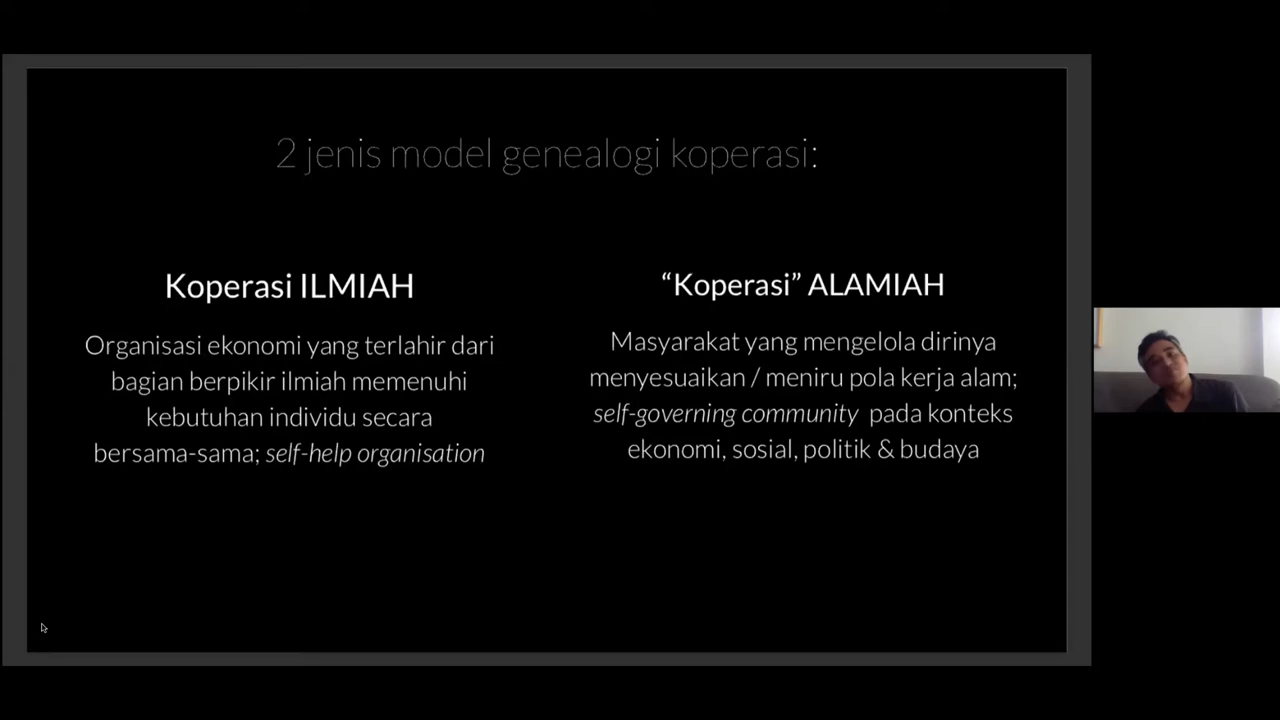 2 jenis model genealogi koperasi:
Koperasi ILMIAH
Organisasi ekonomi yang terlahir dari
bagian berpikir ilmiah memenuhi
kebutuhan individu secara
bersama-sama; self-help organisation
“Koperasi” ALAMIAH
Masyarakat yang mengelola dirinya
menyesuaikan / meniru pola kerja alam;
self-governing community pada konteks
ekonomi, sosial, politik & budaya